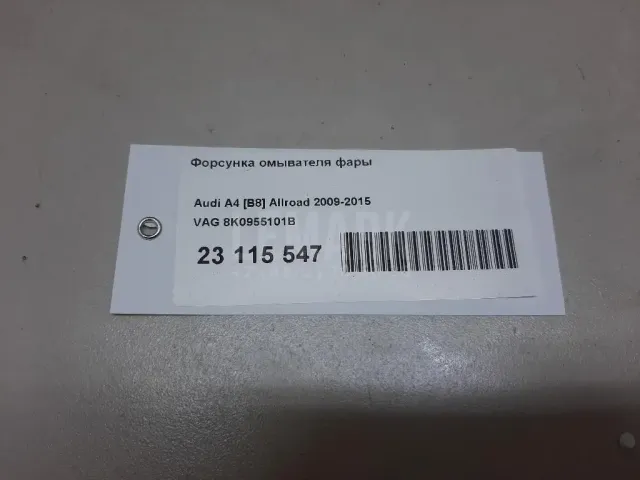 Форсунка омывателя фары
Audi A4 [B8] Allroad 2009-2015
VAG 8K0955101B
23 115 547